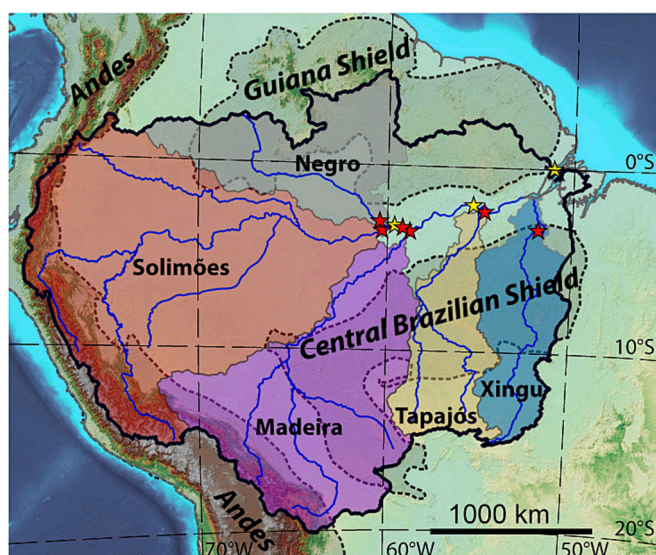 Andes
Guiana Shield
Negro
0°S
Solimões
Central Brazilian Shield
10°S
Xingu
Tapajós
Madeira
Andes
1000 km
20°S
70°W
60°W
50°W